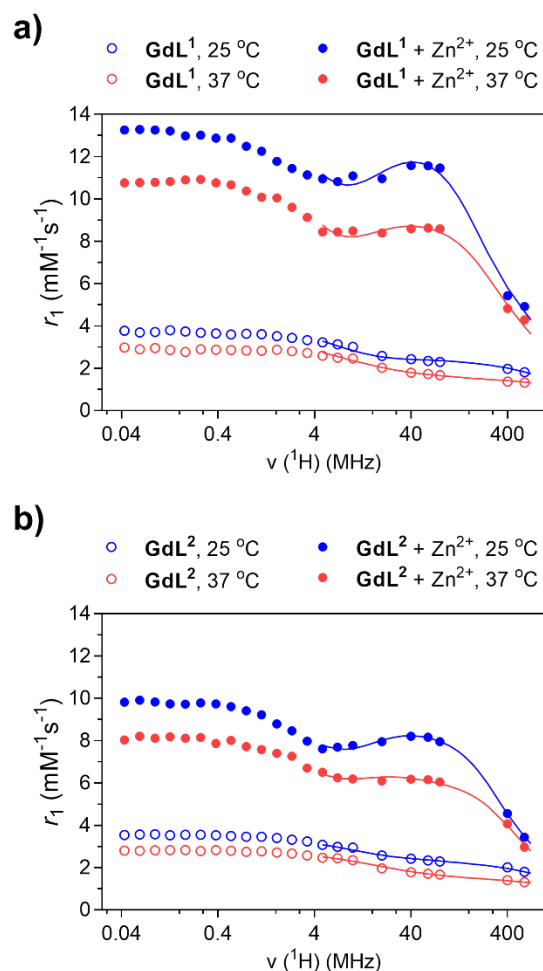 a)
GdL¹, 25 °C
GdL¹ + Zn²⁺, 25 °C
GdL¹, 37 °C
GdL¹ + Zn²⁺, 37 °C
14
12
10
8
6
4
2
0
r₁ (mM⁻¹s⁻¹)
0.04 0.4 4 40 400
v (¹H) (MHz)
b)
GdL², 25 °C
GdL² + Zn²⁺, 25 °C
GdL², 37 °C
GdL² + Zn²⁺, 37 °C
14
12
10
8
6
4
2
0
r₁ (mM⁻¹s⁻¹)
0.04 0.4 4 40 400
v (¹H) (MHz)